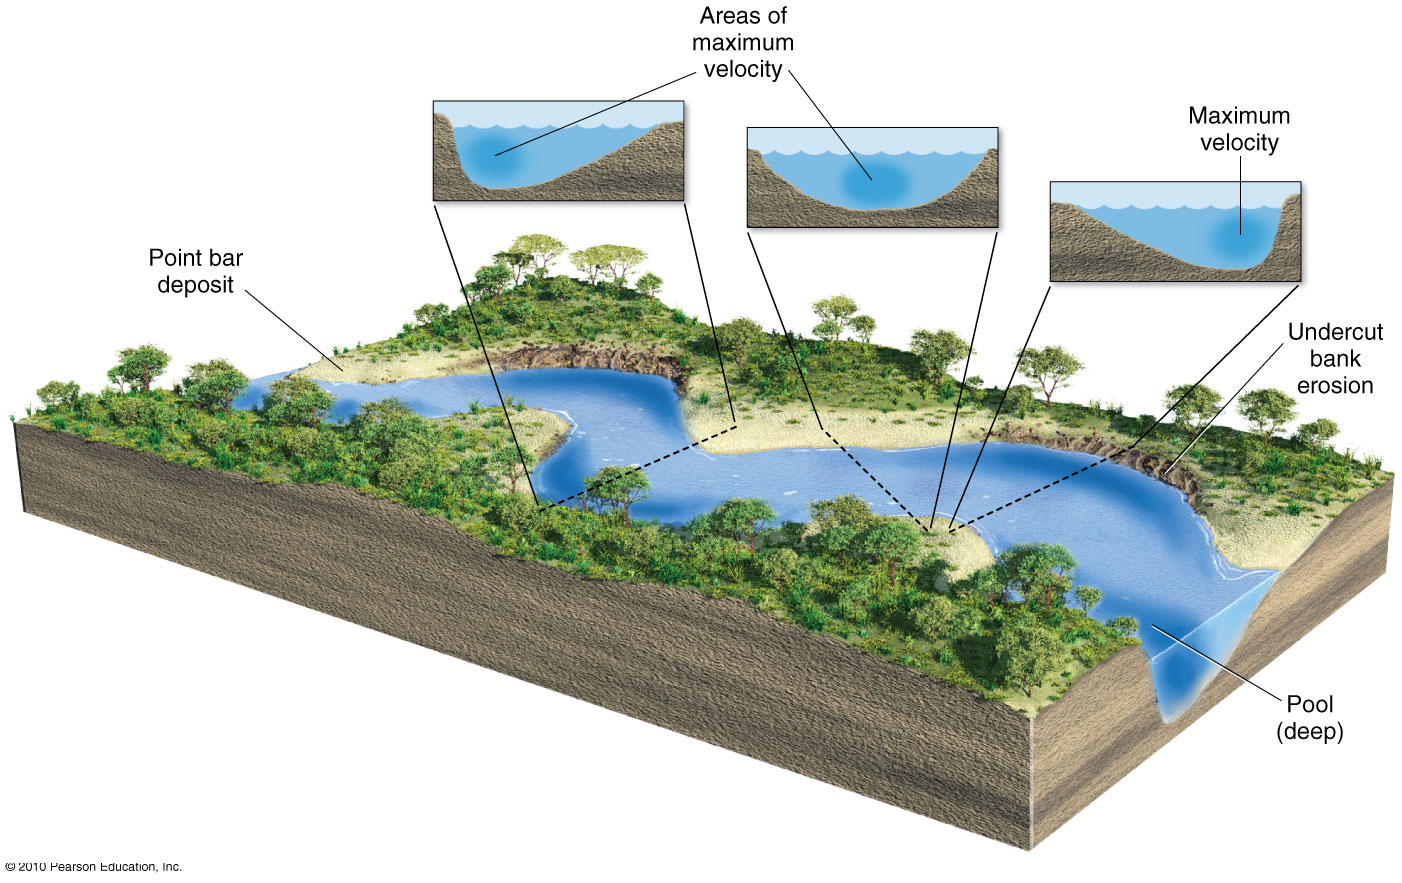 Areas of
maximum
velocity
Maximum
velocity
Point bar
deposit
Undercut
bank
erosion
Pool
(deep)
© 2010 Pearson Education, Inc.